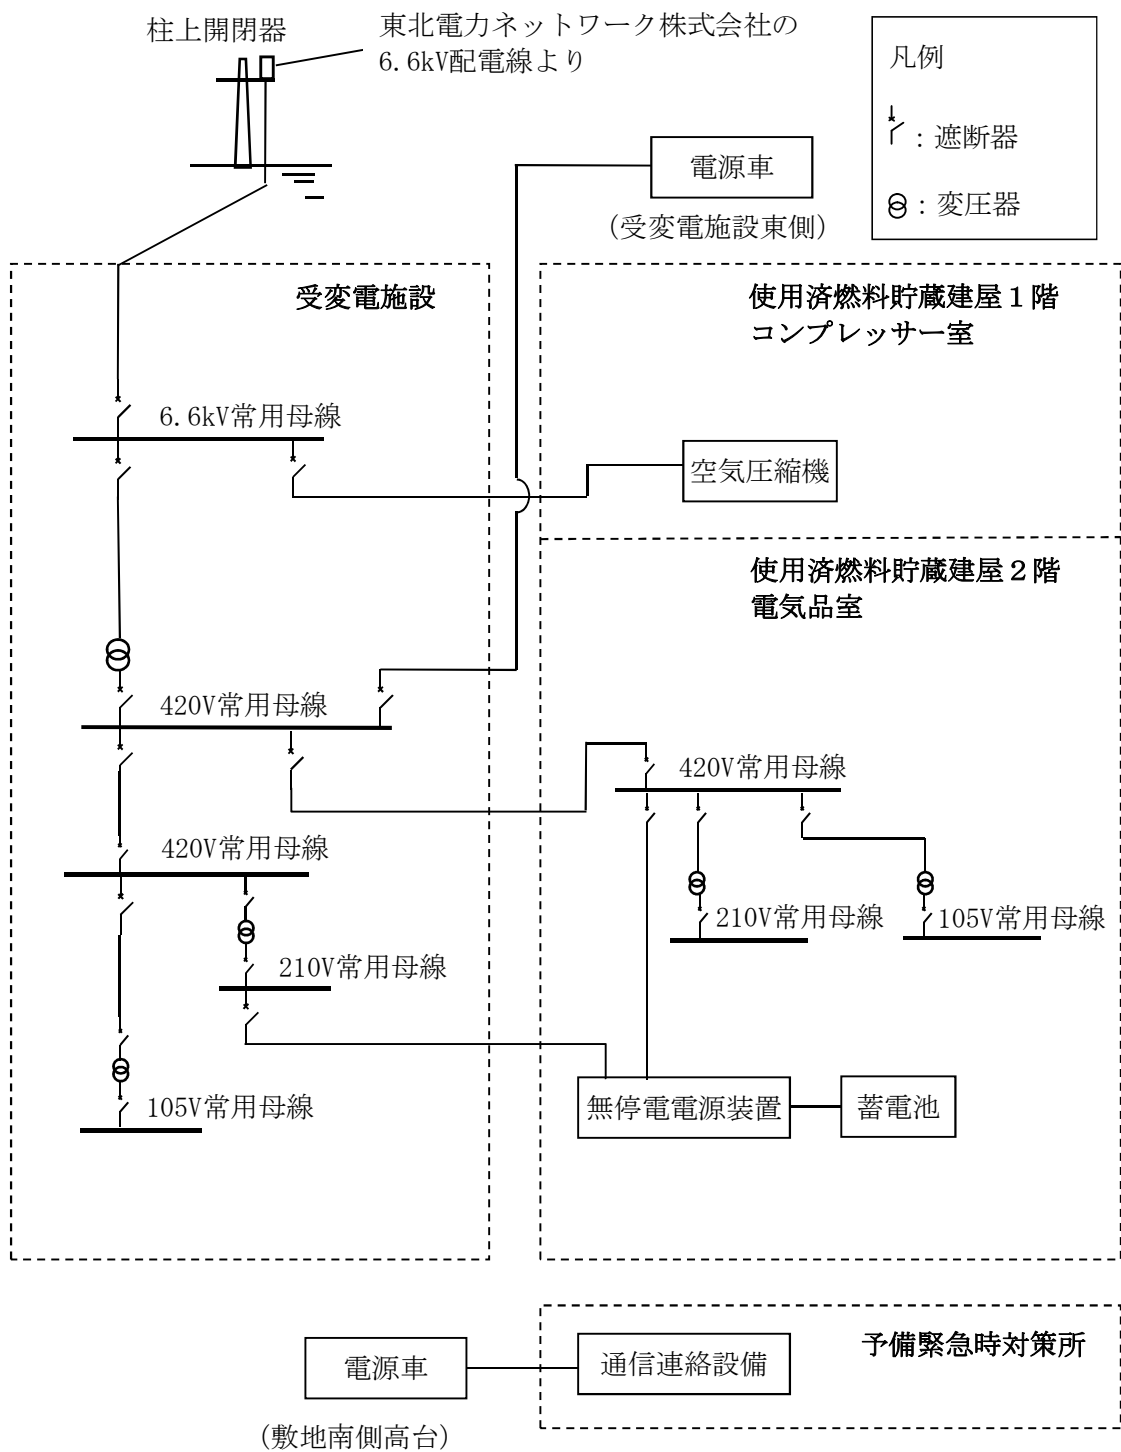 柱上開閉器
東北電力ネットワーク株式会社の
6.6kV配電線より
凡例
：遮断器
：変圧器
電源車
(受変電施設東側)
受変電施設
使用済燃料貯蔵建屋１階
コンプレッサー室
6.6kV常用母線
空気圧縮機
使用済燃料貯蔵建屋２階
電気品室
420V常用母線
420V常用母線
420V常用母線
210V常用母線
105V常用母線
210V常用母線
105V常用母線
無停電電源装置
蓄電池
予備緊急時対策所
電源車
通信連絡設備
(敷地南側高台)